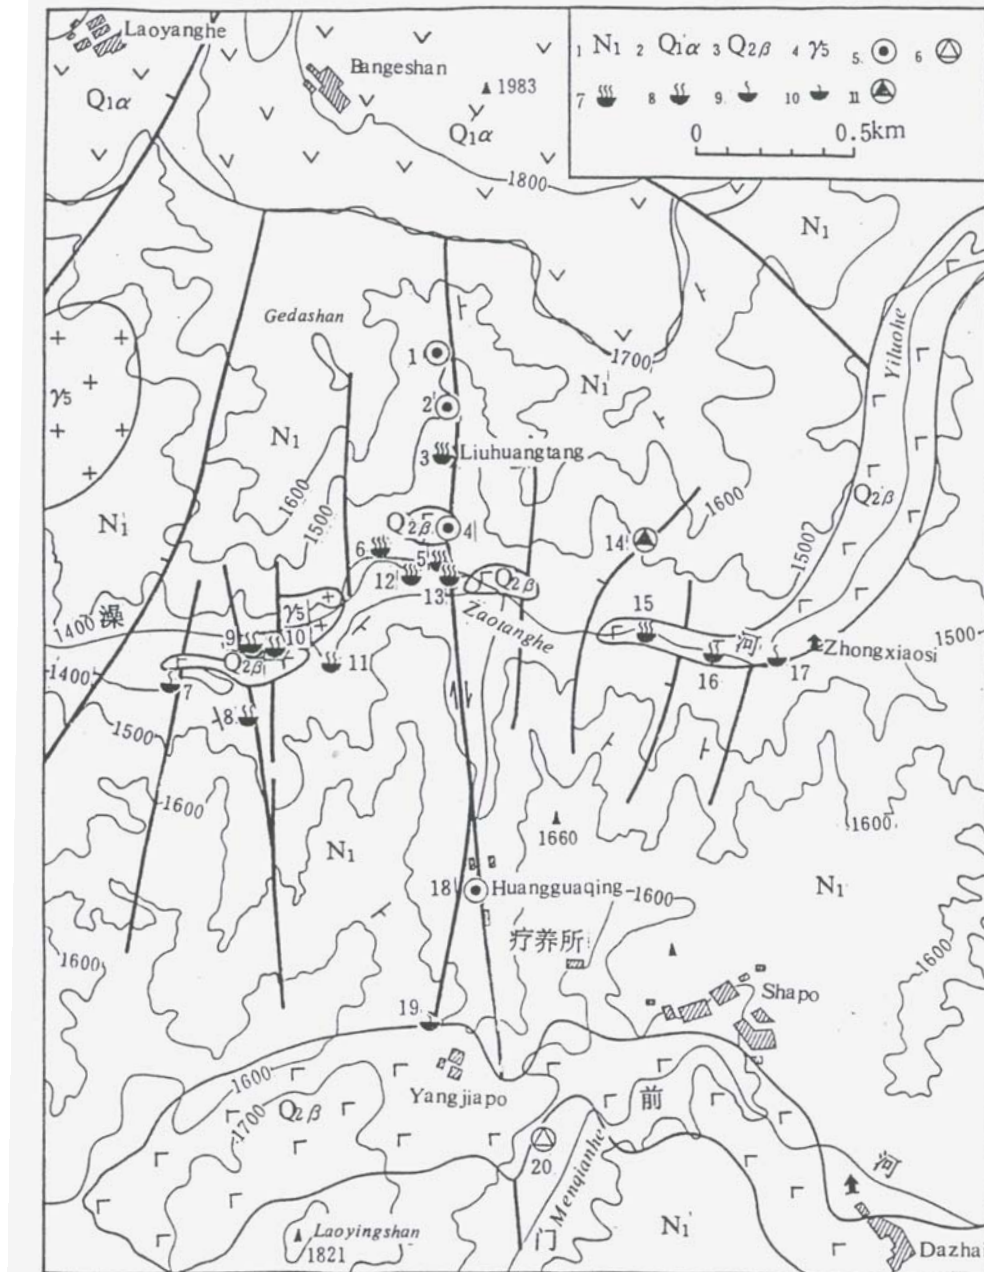 Laoyanghe
Bangeshan
1983
Q1α
Q1α
1 N1 2 Q1α 3 Q2β 4 γ5 5. 6
7 8 9. 10 11
0 0.5km
1800
N1
Gedashan
1700
Yiluohe
γ5
1
N1
2
N1
3 Liuhuangtang
Q2β
1600
1600
N1
1500
Q2β
4
14
1500
6
5
12
13
Q2β
澡
1400
γ5
Zaotanghe
15
河
Zhongxiaosi
1500
9
10
Q2β
11
16
17
1400
7
8
1500
1600
1660
1600
N1
N1
18 Huangguaqing
1600
疗养所
1600
1600
Shapo
19
1600
Yangjiapo
前
Q2β
1700
20
Menqianhe
河
Laoyingshan
1821
门
N1
Dazhai